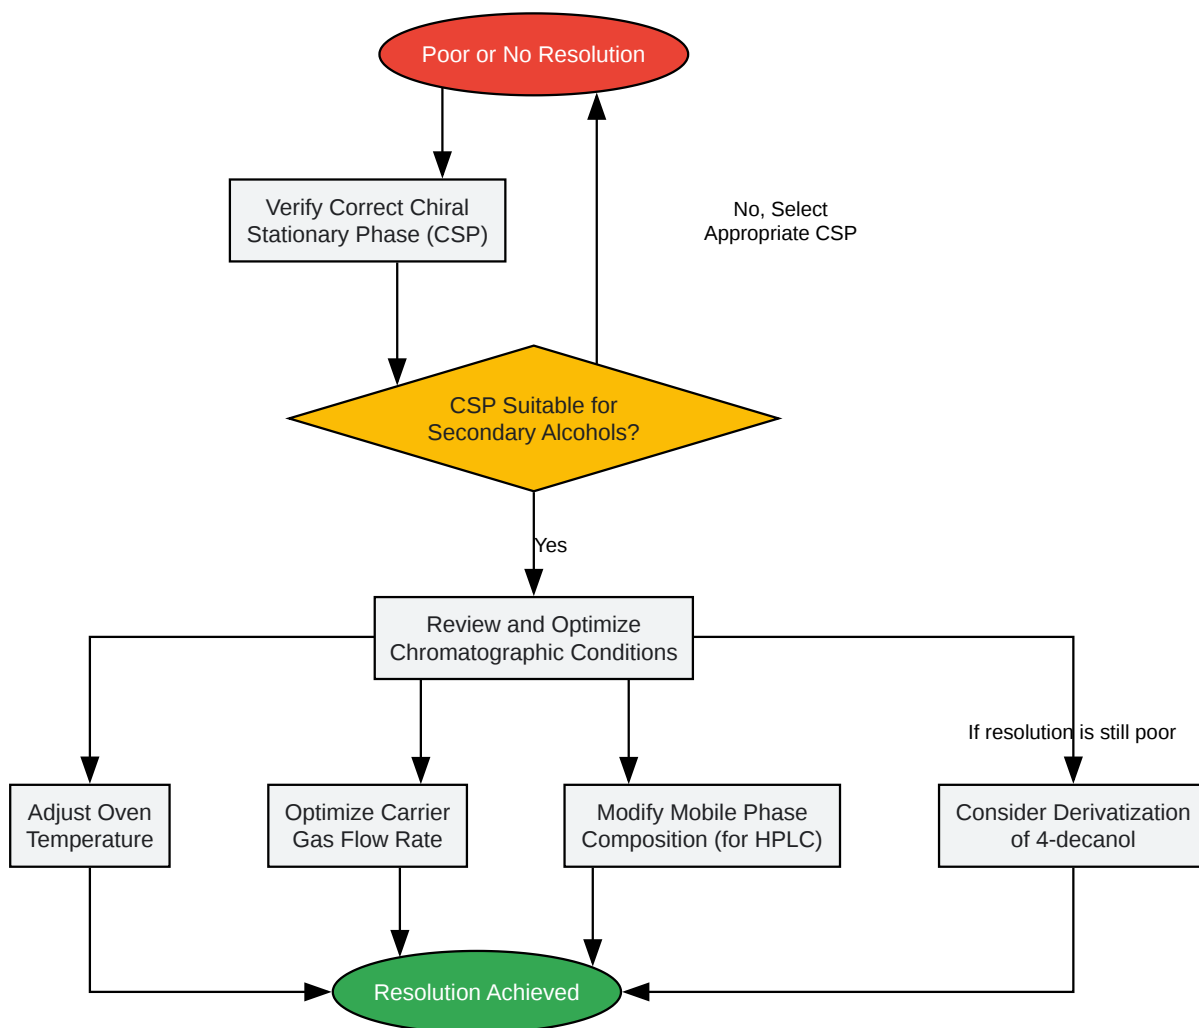 Poor or No Resolution
Verify Correct Chiral
Stationary Phase (CSP)
No, Select
Appropriate CSP
CSP Suitable for
Secondary Alcohols?
Yes
Review and Optimize
Chromatographic Conditions
If resolution is still poor
Adjust Oven
Temperature
Optimize Carrier
Gas Flow Rate
Modify Mobile Phase
Composition (for HPLC)
Consider Derivatization
of 4-decanol
Resolution Achieved